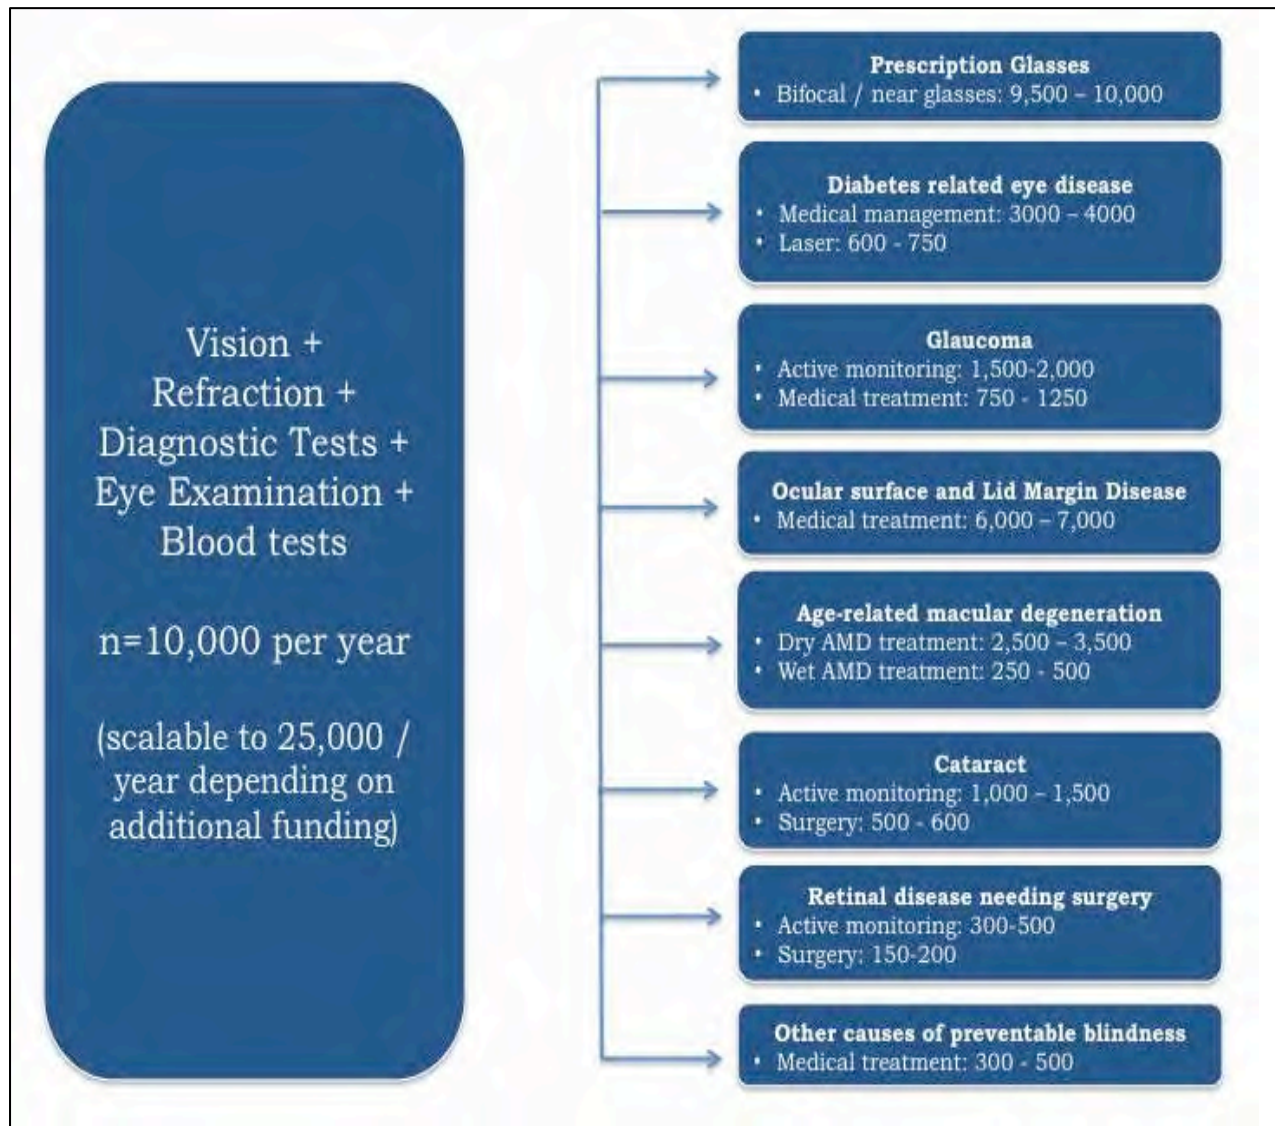 Vision +
Refraction +
Diagnostic Tests +
Eye Examination +
Blood tests
n=10,000 per year
(scalable to 25,000 /
year depending on
additional funding)
Prescription Glasses
• Bifocal / near glasses: 9,500 – 10,000
Diabetes related eye disease
• Medical management: 3000 – 4000
• Laser: 600 - 750
Glaucoma
• Active monitoring: 1,500-2,000
• Medical treatment: 750 - 1250
Ocular surface and Lid Margin Disease
• Medical treatment: 6,000 – 7,000
Age-related macular degeneration
• Dry AMD treatment: 2,500 – 3,500
• Wet AMD treatment: 250 - 500
Cataract
• Active monitoring: 1,000 – 1,500
• Surgery: 500 - 600
Retinal disease needing surgery
• Active monitoring: 300-500
• Surgery: 150-200
Other causes of preventable blindness
• Medical treatment: 300 - 500